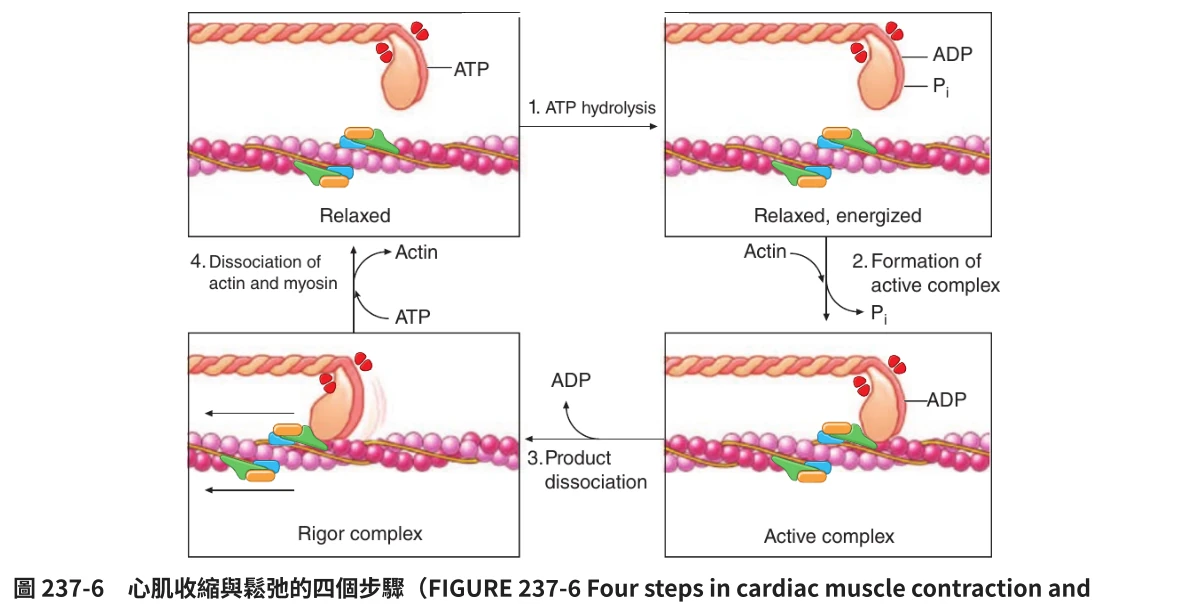 ATP
Relaxed
1. ATP hydrolysis
ADP
Pi
Relaxed, energized
Actin
2. Formation of
active complex
Pi
ADP
Active complex
ADP
3. Product
dissociation
Rigor complex
4. Dissociation of
actin and myosin
Actin
ATP
圖 237-6 心肌收縮與鬆弛的四個步驟（FIGURE 237-6 Four steps in cardiac muscle contraction and